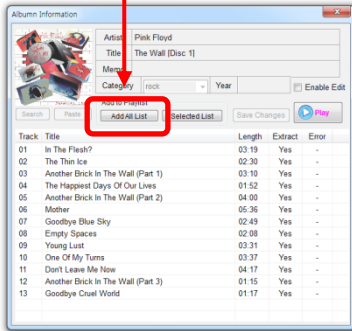 Albumn Information
Artist Pink Floyd
Title The Wall [Disc 1]
Memo
Category rock Year Enable Edit
Add to Playlist
Search Paste Add All List Selected List Save Changes Play
Track Title Length Extract Error
01 In The Flesh? 03:19 Yes -
02 The Thin Ice 02:30 Yes -
03 Another Brick In The Wall (Part 1) 03:10 Yes -
04 The Happiest Days Of Our Lives 01:52 Yes -
05 Another Brick In The Wall (Part 2) 04:00 Yes -
06 Mother 05:36 Yes -
07 Goodbye Blue Sky 02:49 Yes -
08 Empty Spaces 02:08 Yes -
09 Young Lust 03:31 Yes -
10 One Of My Turns 03:37 Yes -
11 Don't Leave Me Now 04:17 Yes -
12 Another Brick In The Wall (Part 3) 01:15 Yes -
13 Goodbye Cruel World 01:17 Yes -